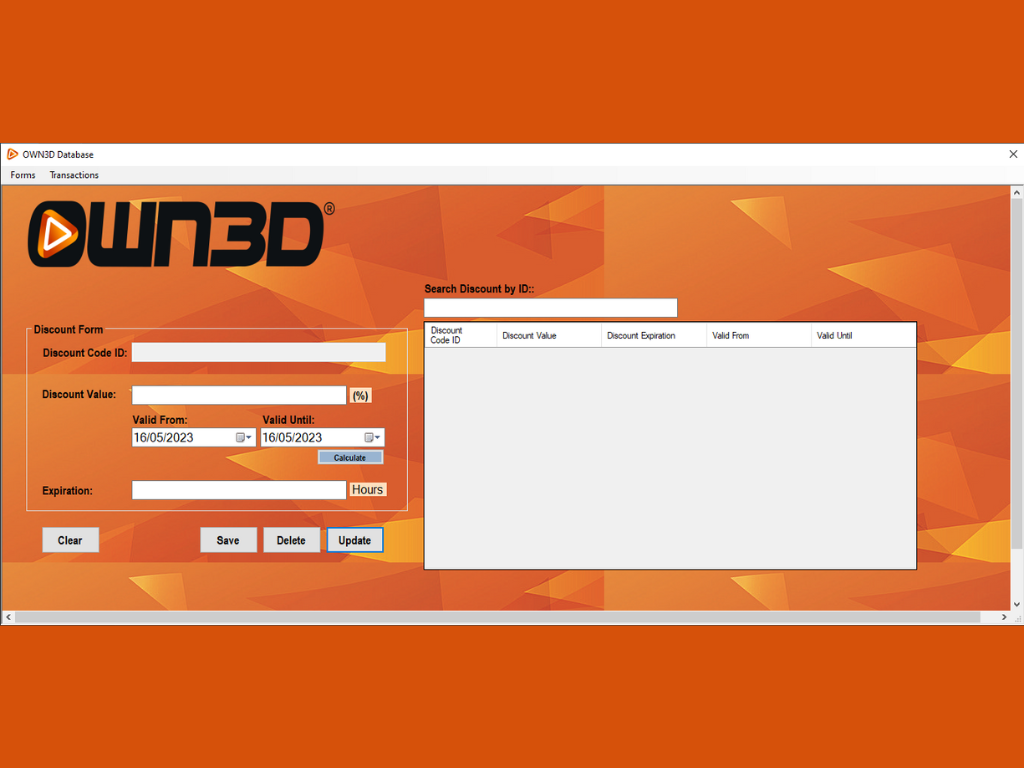 OWN3D Database
Forms Transactions
OWN3D®
Search Discount by ID::
Discount Form
Discount Code ID:
Discount Value: (%)
Valid From: Valid Until:
16/05/2023 16/05/2023
Calculate
Expiration: Hours
Clear Save Delete Update
Discount Code ID Discount Value Discount Expiration Valid From Valid Until